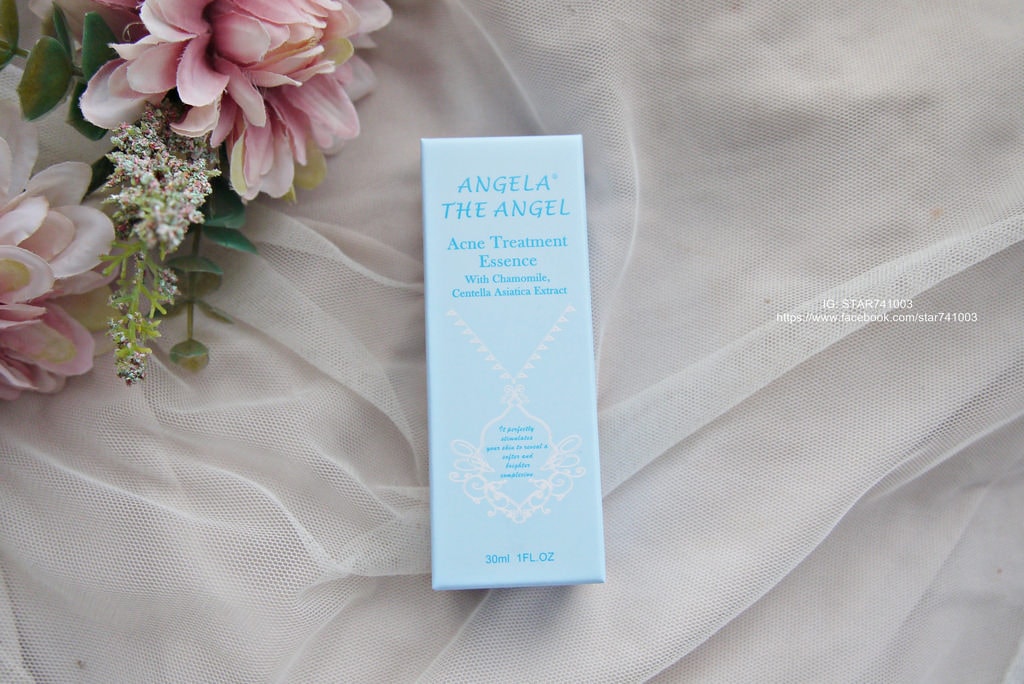 ANGELA®
THE ANGEL
Acne Treatment
Essence
With Chamomile,
Centella Asiatica Extract
It perfectly
stimulates
your skin to reveal a
softer and
brighter
complexion
30ml 1FL.OZ
IG: STAR741003
https://www.facebook.com/star741003